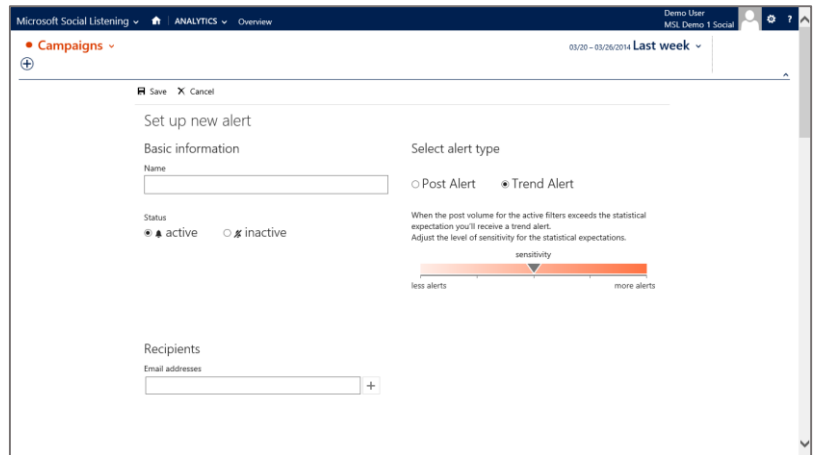 Microsoft Social Listening ANALYTICS Overview
Demo User
MSL Demo 1 Social
?
Campaigns
03/20 – 03/26/2014 Last week
Save Cancel
Set up new alert
Basic information
Name
Status
active inactive
Select alert type
Post Alert Trend Alert
When the post volume for the active filters exceeds the statistical
expectation you'll receive a trend alert.
Adjust the level of sensitivity for the statistical expectations.
sensitivity
less alerts more alerts
Recipients
Email addresses